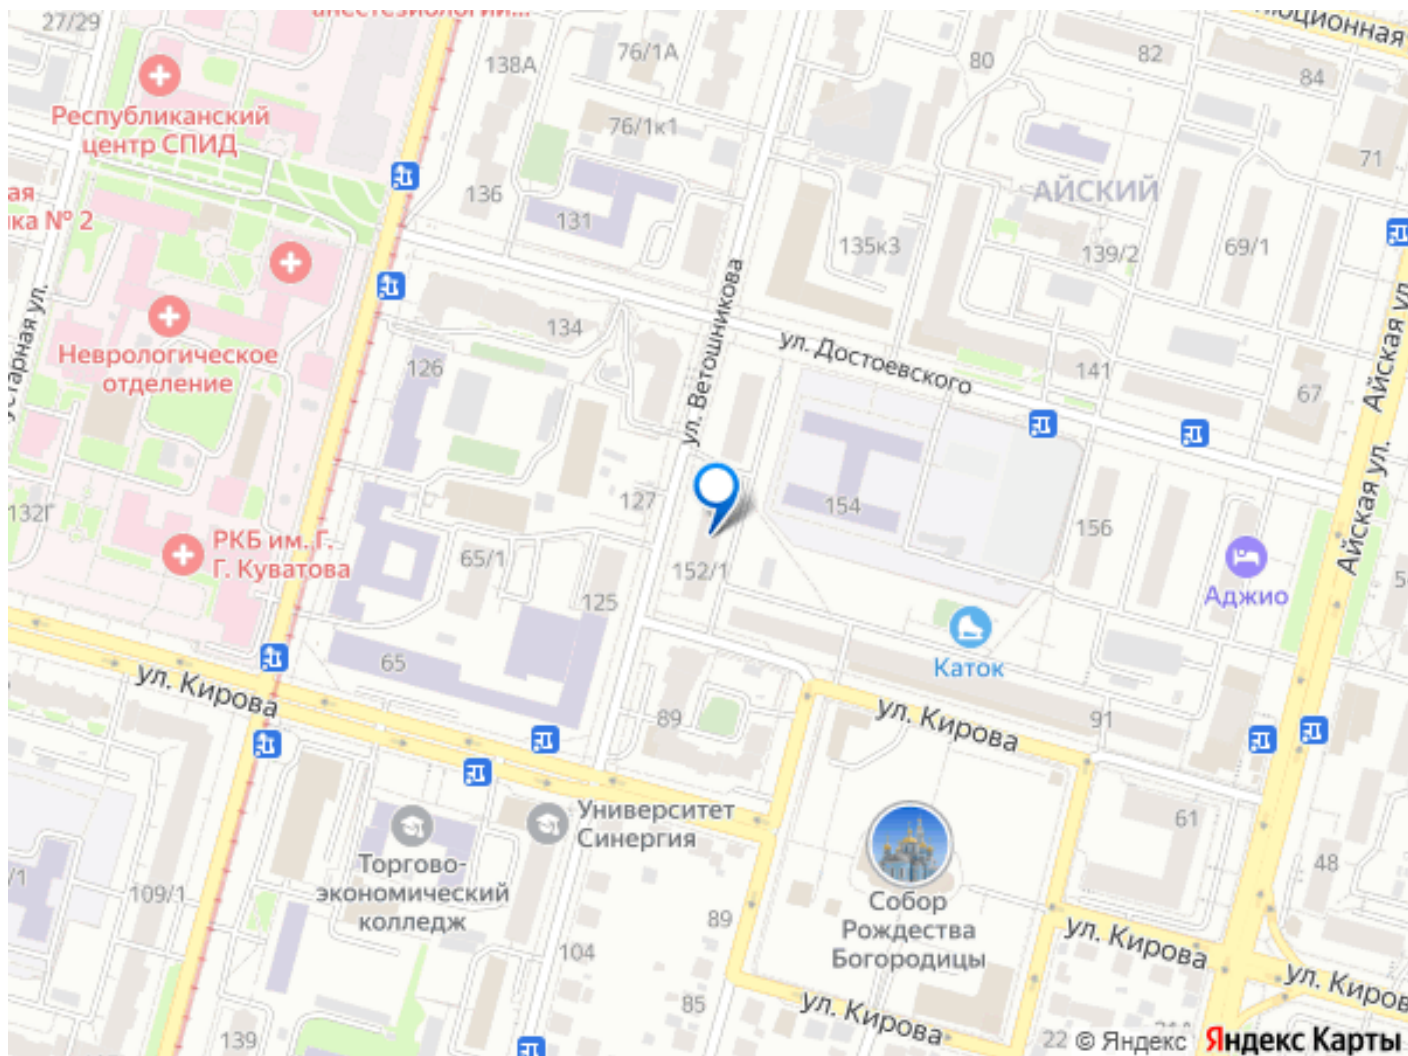 27/29
анестезиологии...
76/1А
138А
80
82
84
Республиканский
центр СПИД
76/1к1
71
ая
ка № 2
136
131
АЙСКИЙ
135к3
139/2
69/1
ул. Ветошникова
134
ул. Достоевского
Айская ул.
Неврологическое
отделение
126
141
67
Айская ул.
132Г
127
154
156
РКБ им. Г.
Г. Куватова
65/1
152/1
125
Аджио
65
Каток
ул. Кирова
89
ул. Кирова
91
Университет
Синергия
61
Торгово-
экономический
колледж
48
/1
109/1
89
Собор
Рождества
Богородицы
104
ул. Кирова
85
ул. Кирова
139
22
© Яндекс
Яндекс Карты